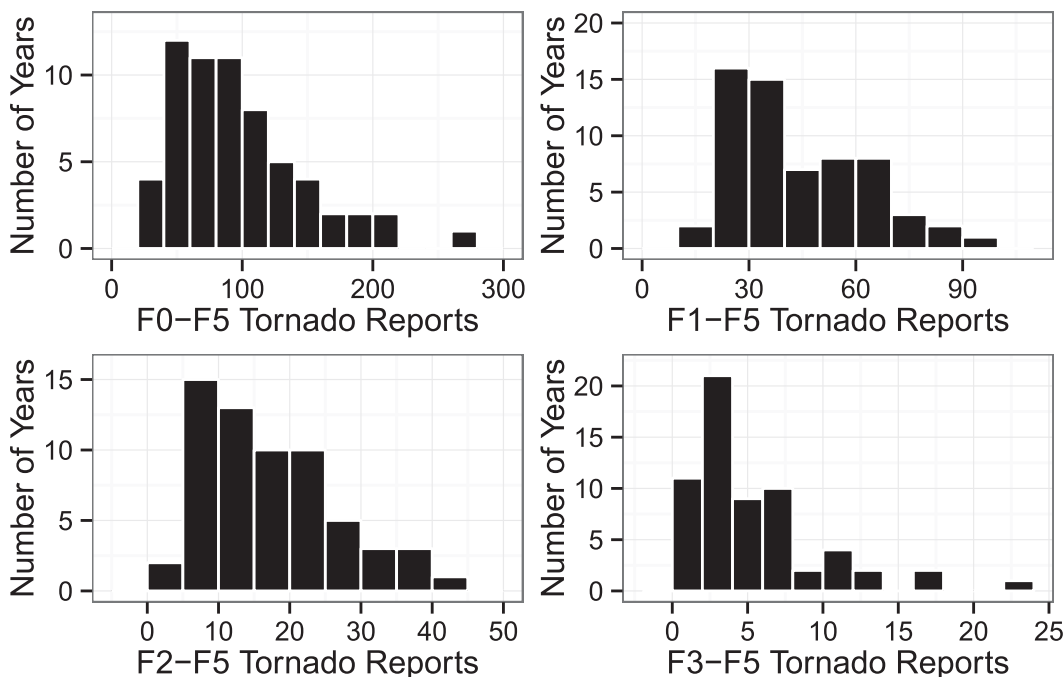 Number of Years
10
5
0
0 100 200 300
F0−F5 Tornado Reports
Number of Years
20
15
10
5
0
0 30 60 90
F1−F5 Tornado Reports
Number of Years
15
10
5
0
0 10 20 30 40 50
F2−F5 Tornado Reports
Number of Years
20
15
10
5
0
0 5 10 15 20 25
F3−F5 Tornado Reports